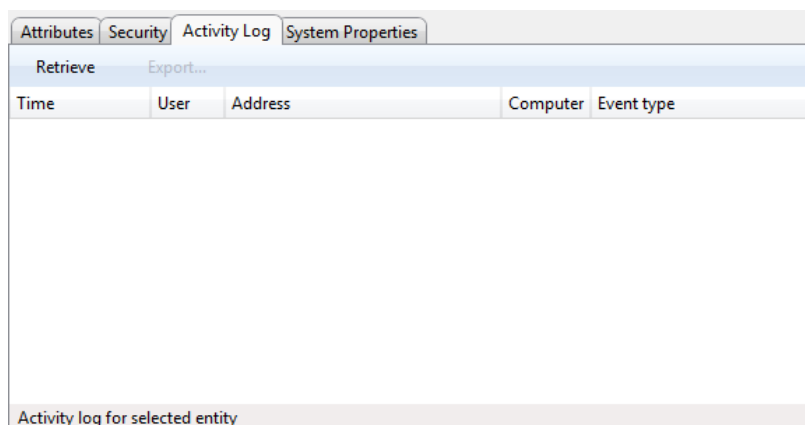 Attributes Security Activity Log System Properties
Retrieve Export...
Time User Address Computer Event type
Activity log for selected entity